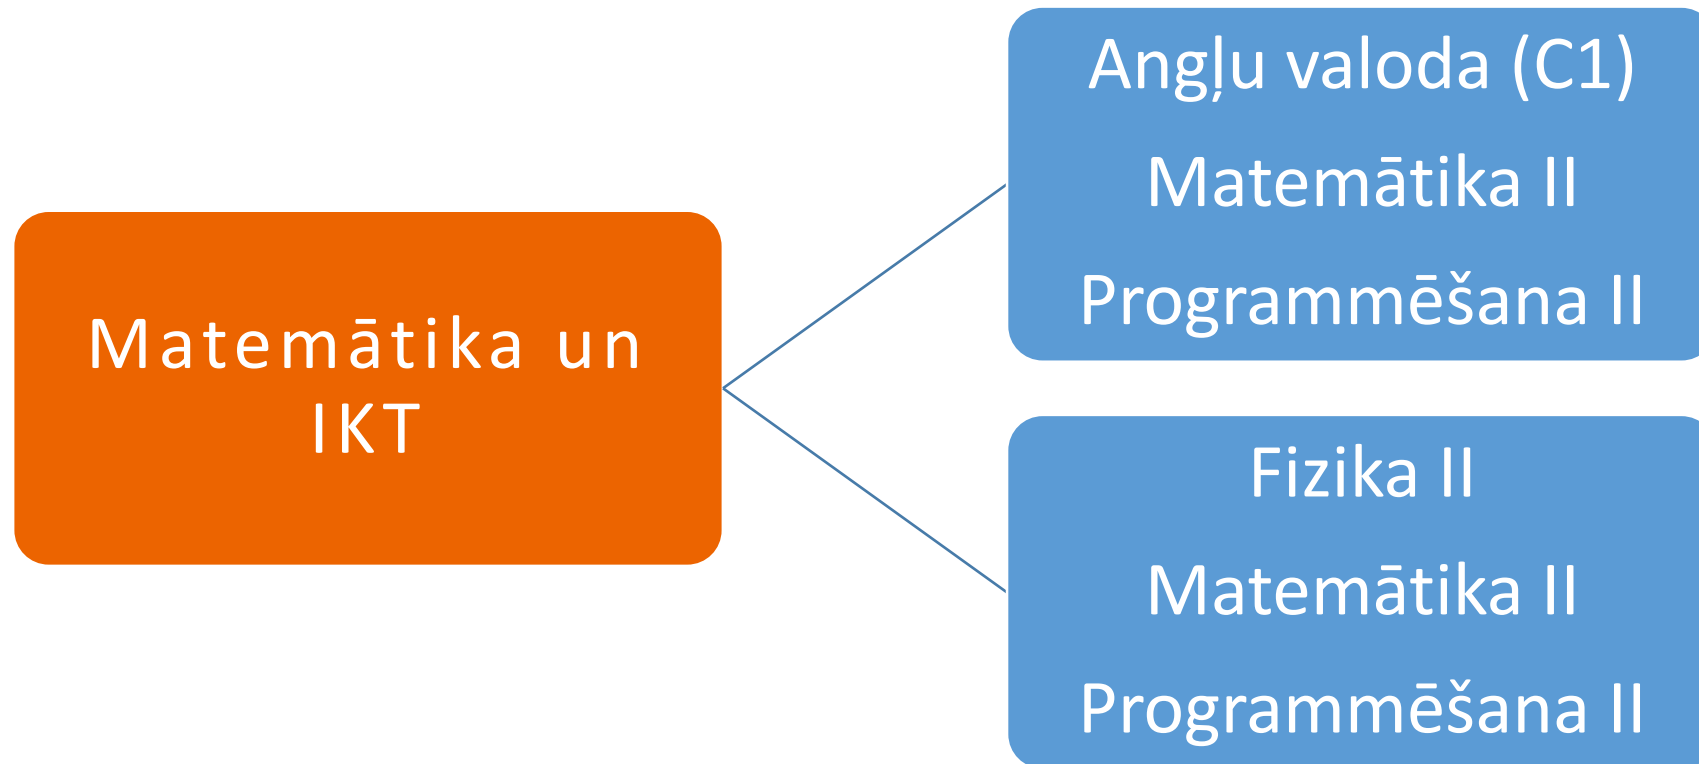 Matemātika un
IKT
Angļu valoda (C1)
Matemātika II
Programmēšana II
Fizika II
Matemātika II
Programmēšana II